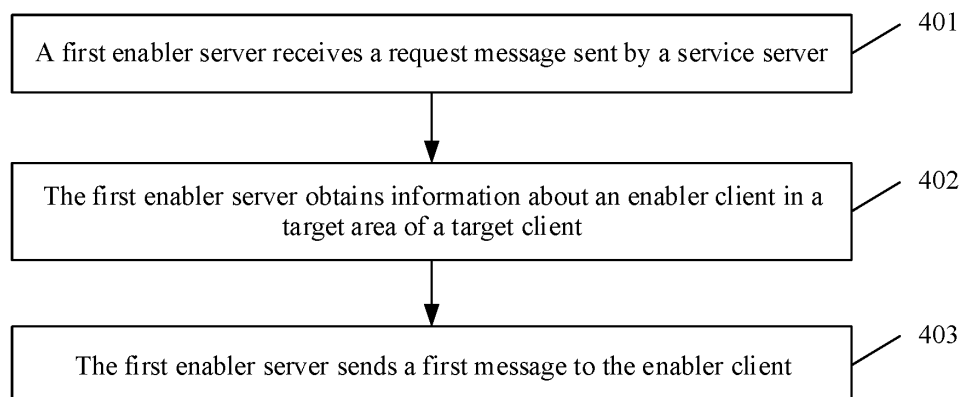 A first enabler server receives a request message sent by a service server
401
The first enabler server obtains information about an enabler client in a
target area of a target client
402
The first enabler server sends a first message to the enabler client
403